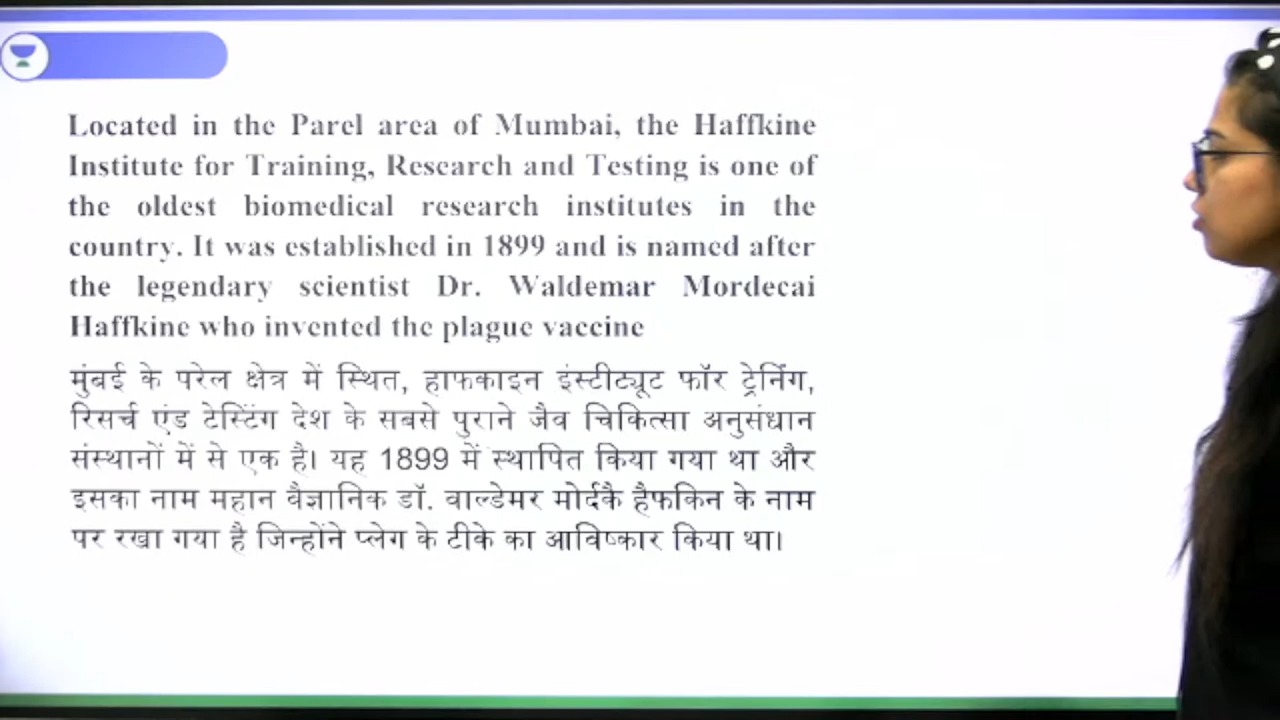 Located in the Parel area of Mumbai, the Haffkine
Institute for Training, Research and Testing is one of
the oldest biomedical research institutes in the
country. It was established in 1899 and is named after
the legendary scientist Dr. Waldemar Mordecai
Haffkine who invented the plague vaccine
मुंबई के परेल क्षेत्र में स्थित, हाफकाइन इंस्टीट्यूट फॉर ट्रेनिंग,
रिसर्च एंड टेस्टिंग देश के सबसे पुराने जैव चिकित्सा अनुसंधान
संस्थानों में से एक है। यह 1899 में स्थापित किया गया था और
इसका नाम महान वैज्ञानिक डॉ. वाल्डेमर मोर्दकै हैफकिन के नाम
पर रखा गया है जिन्होंने प्लेग के टीके का आविष्कार किया था।